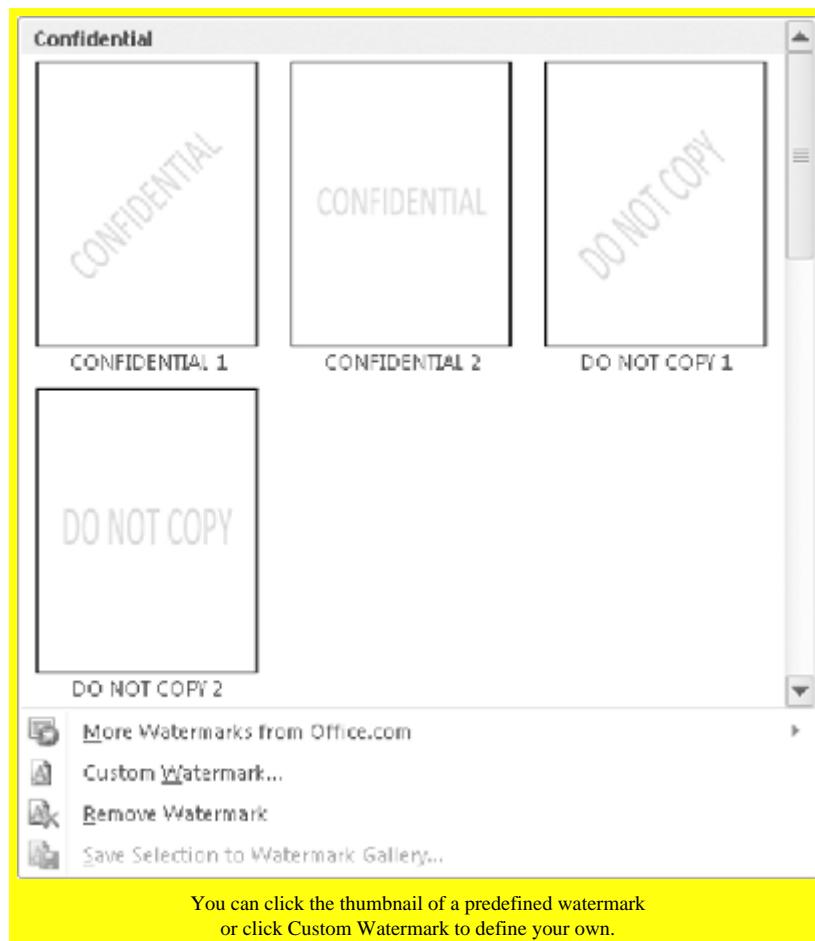 Confidential
CONFIDENTIAL
CONFIDENTIAL
DO NOT COPY
CONFIDENTIAL 1
CONFIDENTIAL 2
DO NOT COPY 1
DO NOT COPY
DO NOT COPY 2
More Watermarks from Office.com
Custom Watermark...
Remove Watermark
Save Selection to Watermark Gallery...
You can click the thumbnail of a predefined watermark
or click Custom Watermark to define your own.